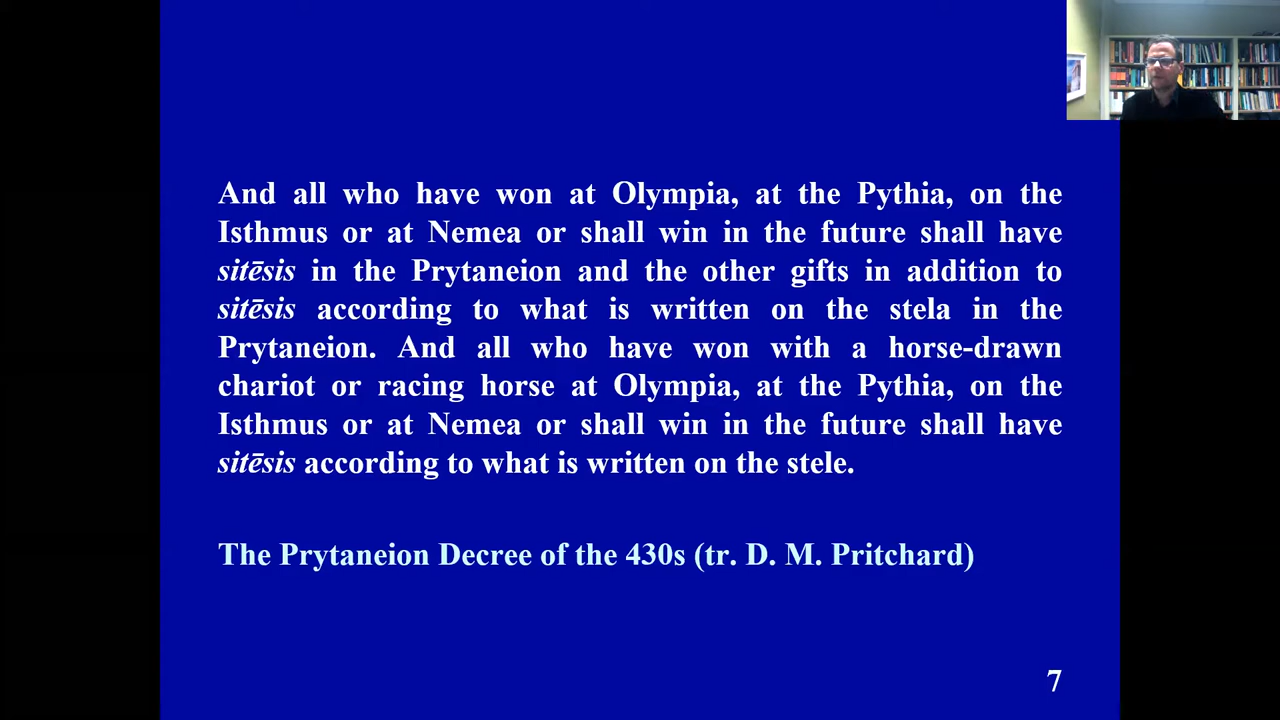 And all who have won at Olympia, at the Pythia, on the
Isthmus or at Nemea or shall win in the future shall have
sitēsis in the Prytaneion and the other gifts in addition to
sitēsis according to what is written on the stela in the
Prytaneion. And all who have won with a horse-drawn
chariot or racing horse at Olympia, at the Pythia, on the
Isthmus or at Nemea or shall win in the future shall have
sitēsis according to what is written on the stele.
The Prytaneion Decree of the 430s (tr. D. M. Pritchard)
7